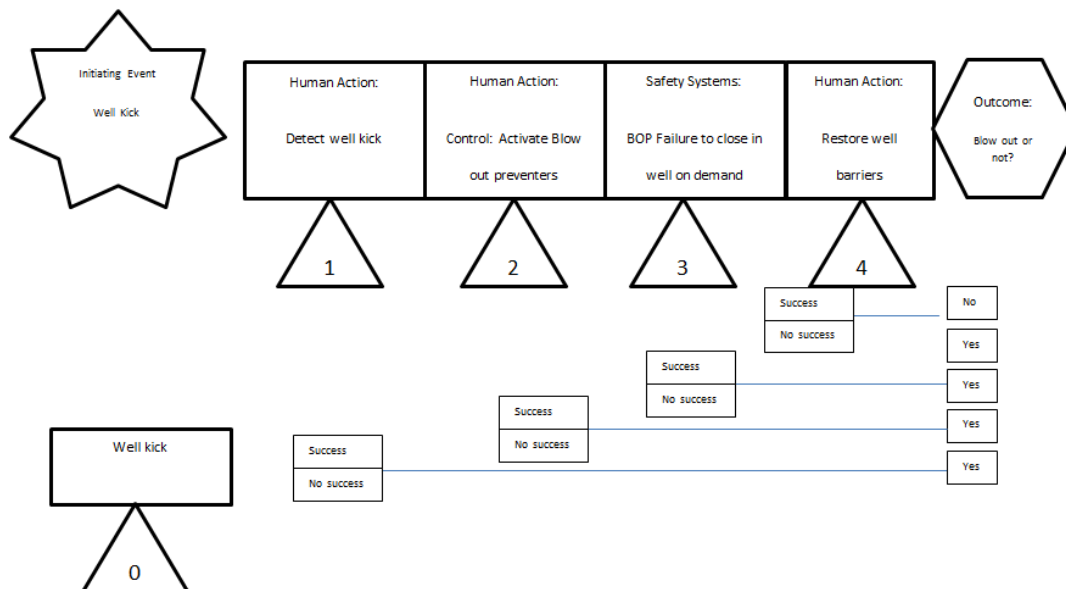 Initiating Event
Well Kick
Human Action:
Detect well kick
Human Action:
Control: Activate Blow
out preventers
Safety Systems:
BOP Failure to close in
well on demand
Human Action:
Restore well
barriers
Outcome:
Blow out or
not?
1
2
3
4
Success
No success
No
Yes
Success
No success
Yes
Success
No success
Yes
Well kick
Success
No success
Yes
0